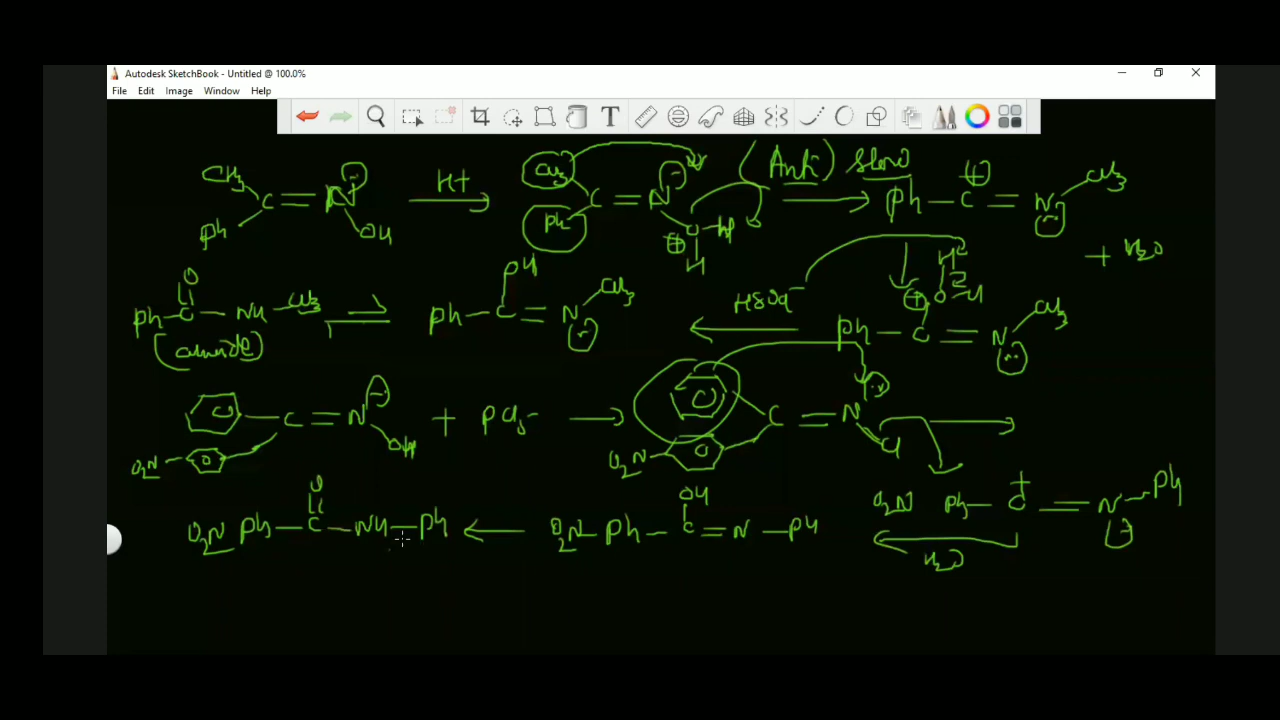 Autodesk SketchBook - Untitled @ 100.0%
File Edit Image Window Help
T
CH3 C = N OH Ph H+ CH3 C = N Ph O H H ⊕ (Anti) slow Ph - C = N CH3 ⊕ + H2O
Ph - C - NH - CH3 O (amide) Ph - C = N CH3 OH HSO4- Ph - C = N CH3 ⊕ O H H
C = N OH O2N + PCl5 C = N Cl O2N
O2N Ph - C - NH - Ph O O2N - Ph - C = N - Ph OH H2O O2N Ph - C = N - Ph +